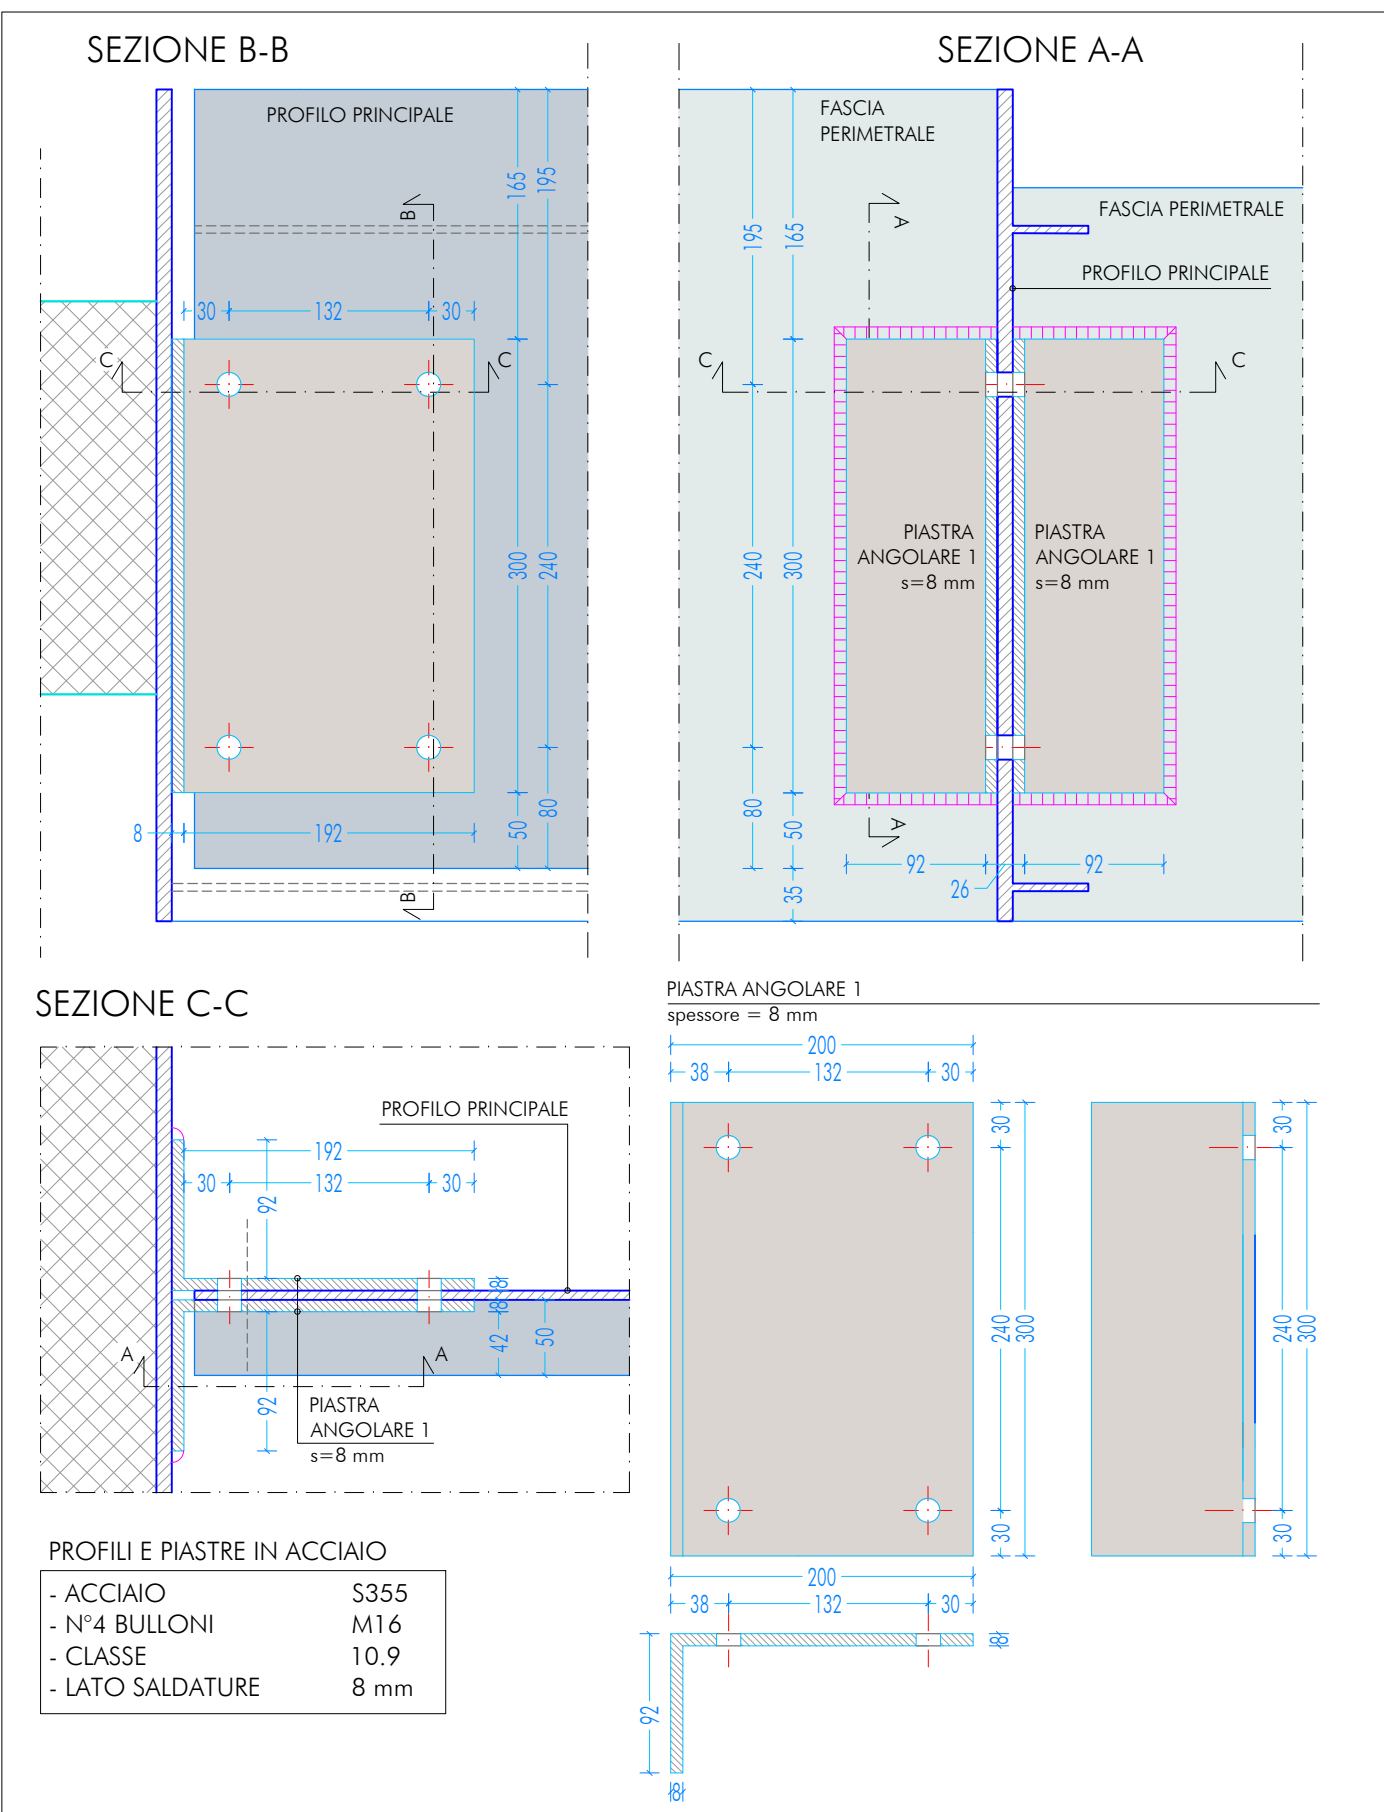 SEZIONE B-B
PROFILO PRINCIPALE
165
195
B
30
132
30
C
C
300
240
8
192
50
80
B
SEZIONE A-A
FASCIA
PERIMETRALE
FASCIA PERIMETRALE
A
195
165
PROFILO PRINCIPALE
C
C
240
300
PIASTRA
ANGOLARE 1
s=8 mm
PIASTRA
ANGOLARE 1
s=8 mm
80
50
A
92
92
26
35
SEZIONE C-C
PROFILO PRINCIPALE
192
30
132
30
92
8
8
42
50
A
A
92
PIASTRA
ANGOLARE 1
s=8 mm
PIASTRA ANGOLARE 1
spessore = 8 mm
200
38
132
30
30
240
300
30
30
240
300
30
200
38
132
30
8
92
8
PROFILI E PIASTRE IN ACCIAIO
- ACCIAIO S355
- N°4 BULLONI M16
- CLASSE 10.9
- LATO SALDATURE 8 mm